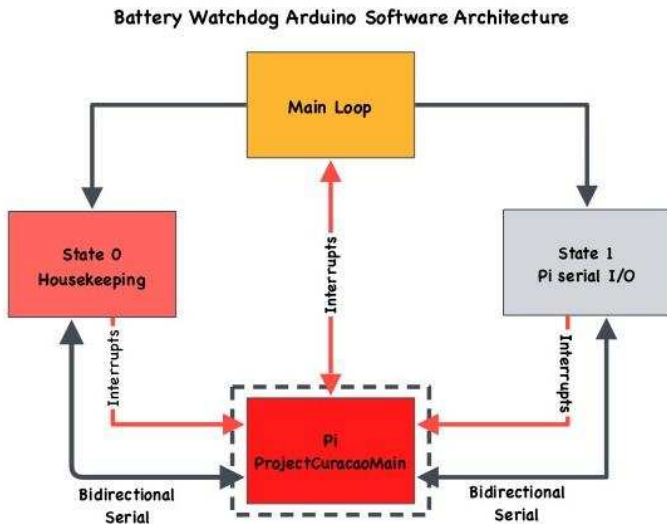 Battery Watchdog Arduino Software Architecture
Main Loop
State 0
Housekeeping
State 1
Pi serial I/O
Interrupts
Interrupts
Interrupts
Pi
ProjectCuracaoMain
Bidirectional
Serial
Bidirectional
Serial